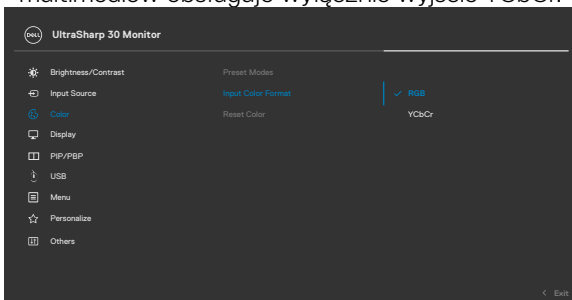 multimediów obsługuje wyłącznie wyjście YCbCr.
DELL UltraSharp 30 Monitor
Brightness/Contrast Preset Modes
Input Source Input Color Format RGB
Color Reset Color YCbCr
Display
PIP/PBP
USB
Menu
Personalize
Others
Exit